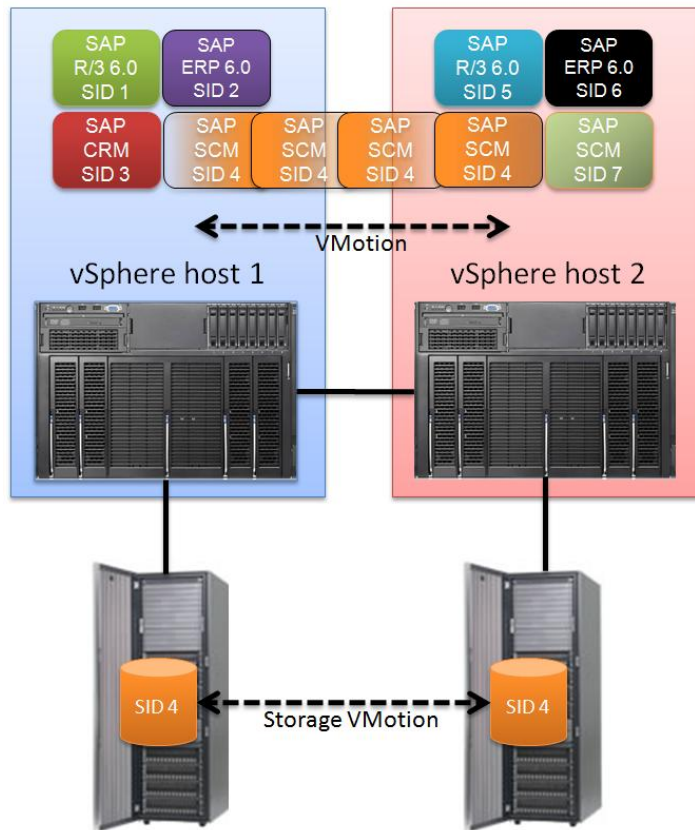 SAP
R/3 6.0
SID 1
SAP
ERP 6.0
SID 2
SAP
R/3 6.0
SID 5
SAP
ERP 6.0
SID 6
SAP
CRM
SID 3
SAP
SCM
SID 4
SAP
SCM
SID 4
SAP
SCM
SID 4
SAP
SCM
SID 4
SAP
SCM
SID 7
VMotion
vSphere host 1
vSphere host 2
SID 4
SID 4
Storage VMotion